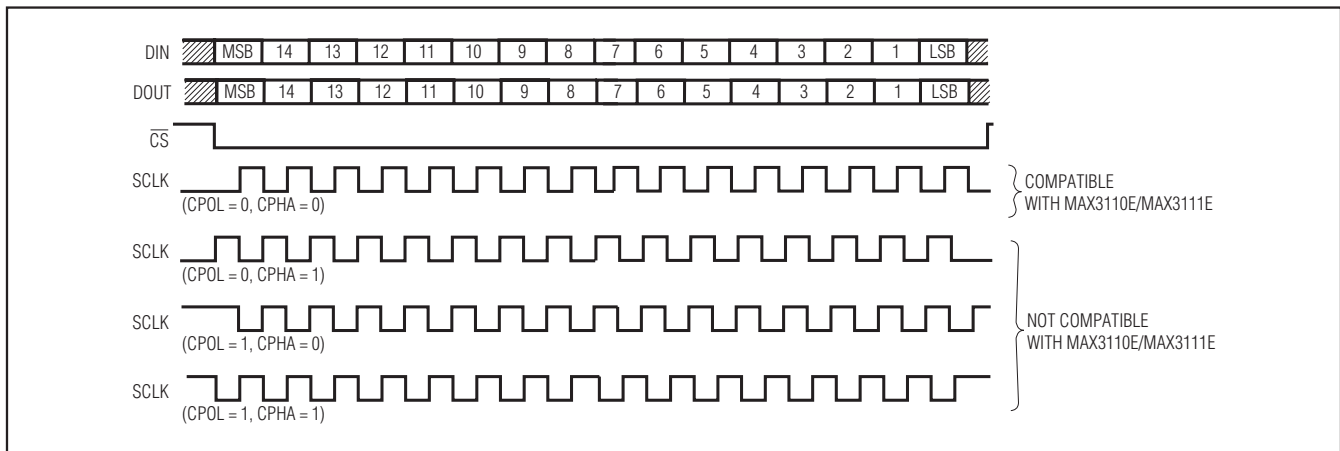 DIN MSB 14 13 12 11 10 9 8 7 6 5 4 3 2 1 LSB
DOUT MSB 14 13 12 11 10 9 8 7 6 5 4 3 2 1 LSB
CS
SCLK
(CPOL = 0, CPHA = 0)
COMPATIBLE
WITH MAX3110E/MAX3111E
SCLK
(CPOL = 0, CPHA = 1)
SCLK
(CPOL = 1, CPHA = 0)
NOT COMPATIBLE
WITH MAX3110E/MAX3111E
SCLK
(CPOL = 1, CPHA = 1)